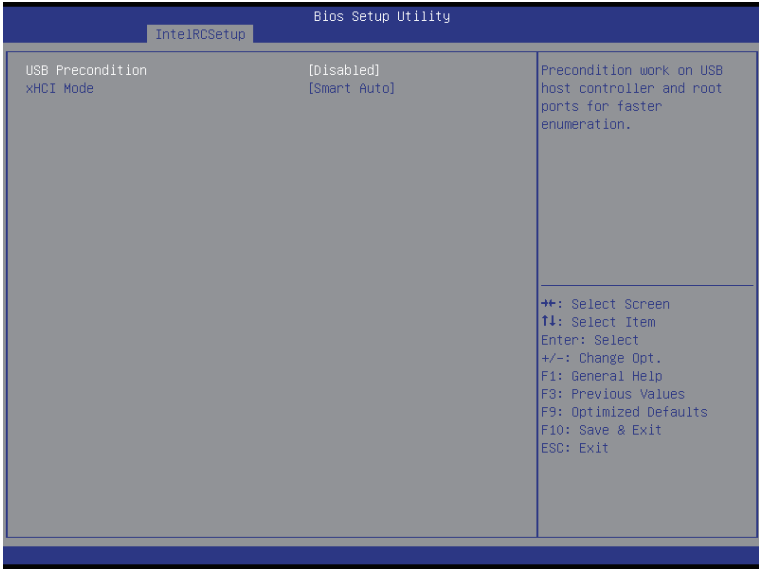 Bios Setup Utility
IntelRCSetup
USB Precondition [Disabled]
xHCI Mode [Smart Auto]
Precondition work on USB
host controller and root
ports for faster
enumeration.
→←: Select Screen
↑↓: Select Item
Enter: Select
+/-: Change Opt.
F1: General Help
F3: Previous Values
F9: Optimized Defaults
F10: Save & Exit
ESC: Exit